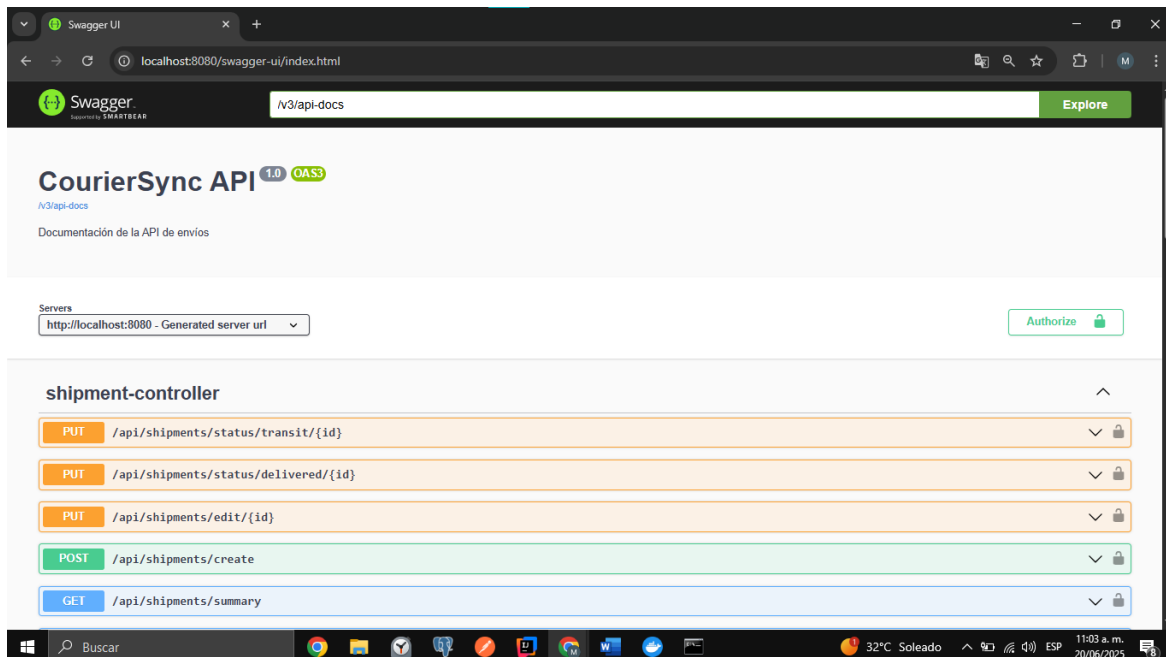 Swagger UI
localhost:8080/swagger-ui/index.html
M
Swagger.
Supported by SMARTBEAR
/v3/api-docs
Explore
CourierSync API 1.0 OAS3
/v3/api-docs
Documentación de la API de envíos
Servers
http://localhost:8080 - Generated server url
Authorize
shipment-controller
PUT /api/shipments/status/transit/{id}
PUT /api/shipments/status/delivered/{id}
PUT /api/shipments/edit/{id}
POST /api/shipments/create
GET /api/shipments/summary
Buscar
32°C Soleado
ESP
11:03 a. m.
20/06/2025
8